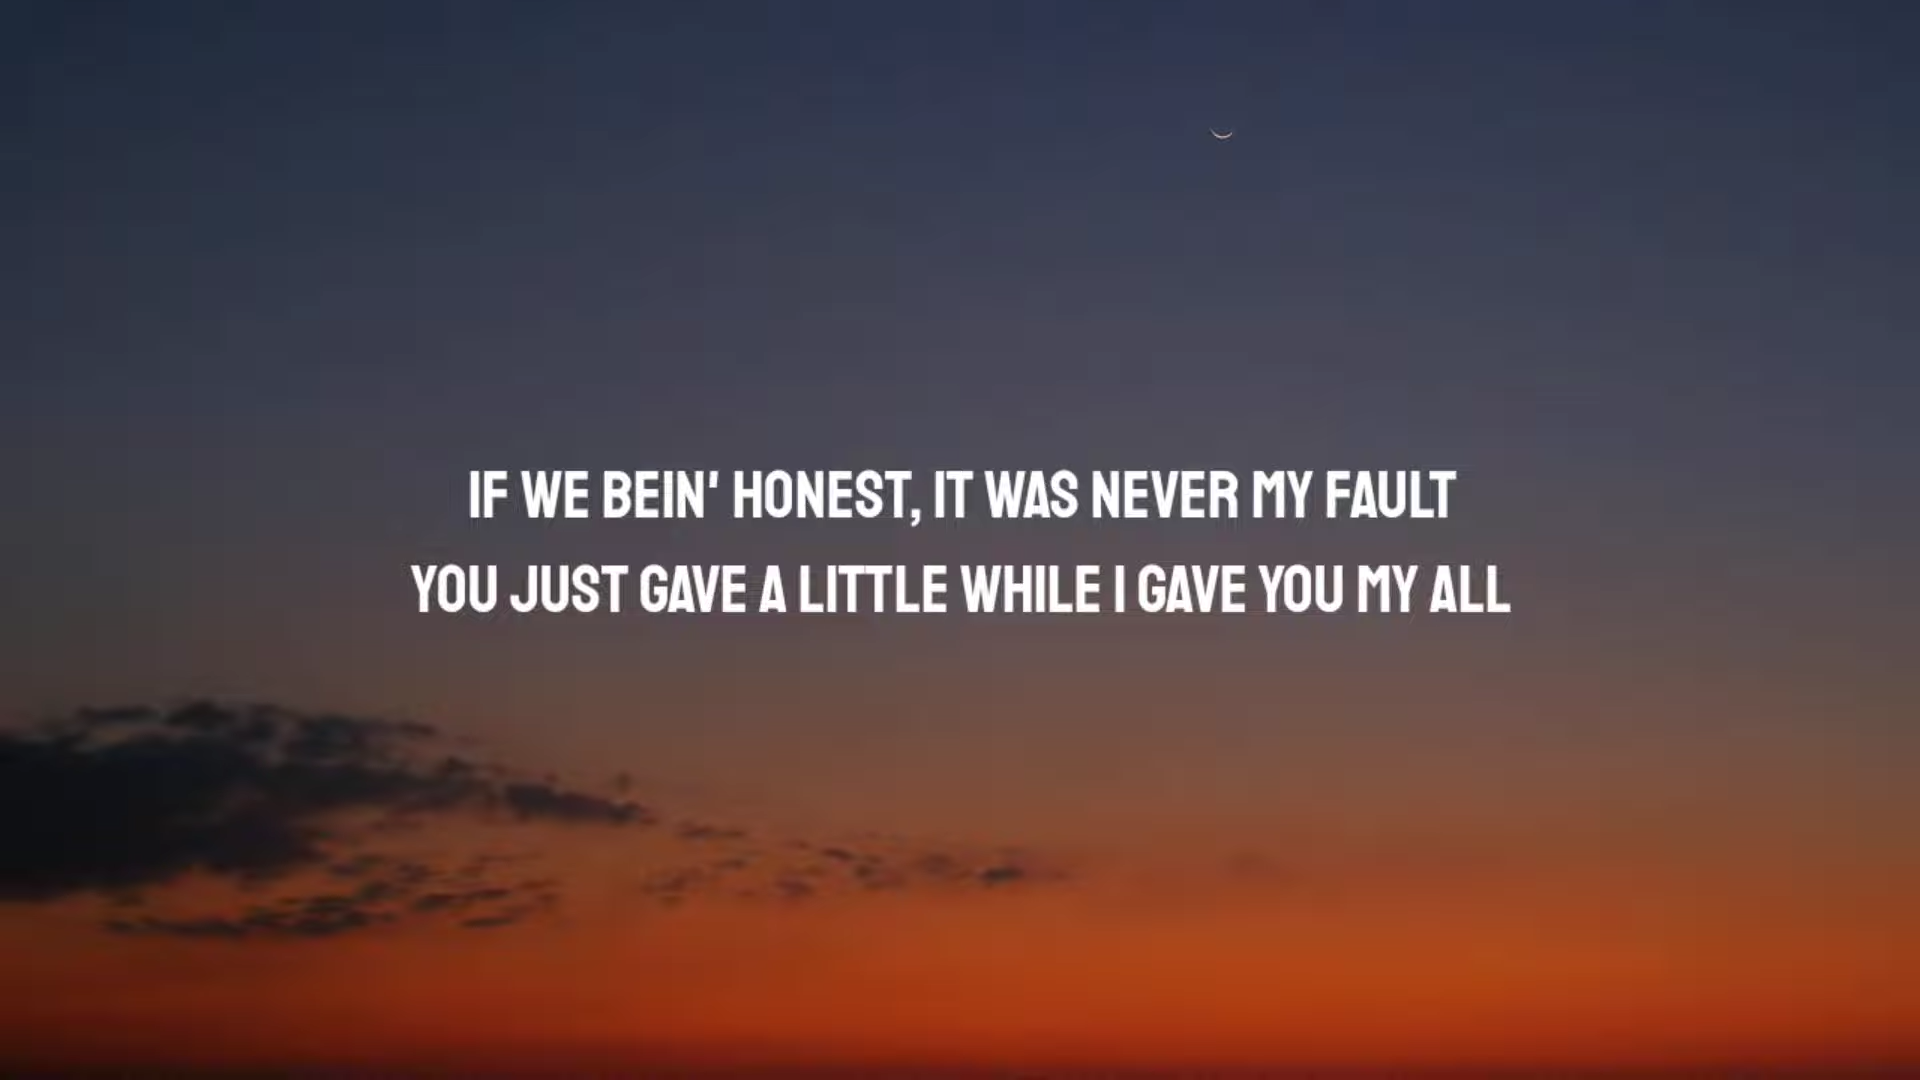 IF WE BEIN' HONEST, IT WAS NEVER MY FAULT
YOU JUST GAVE A LITTLE WHILE I GAVE YOU MY ALL